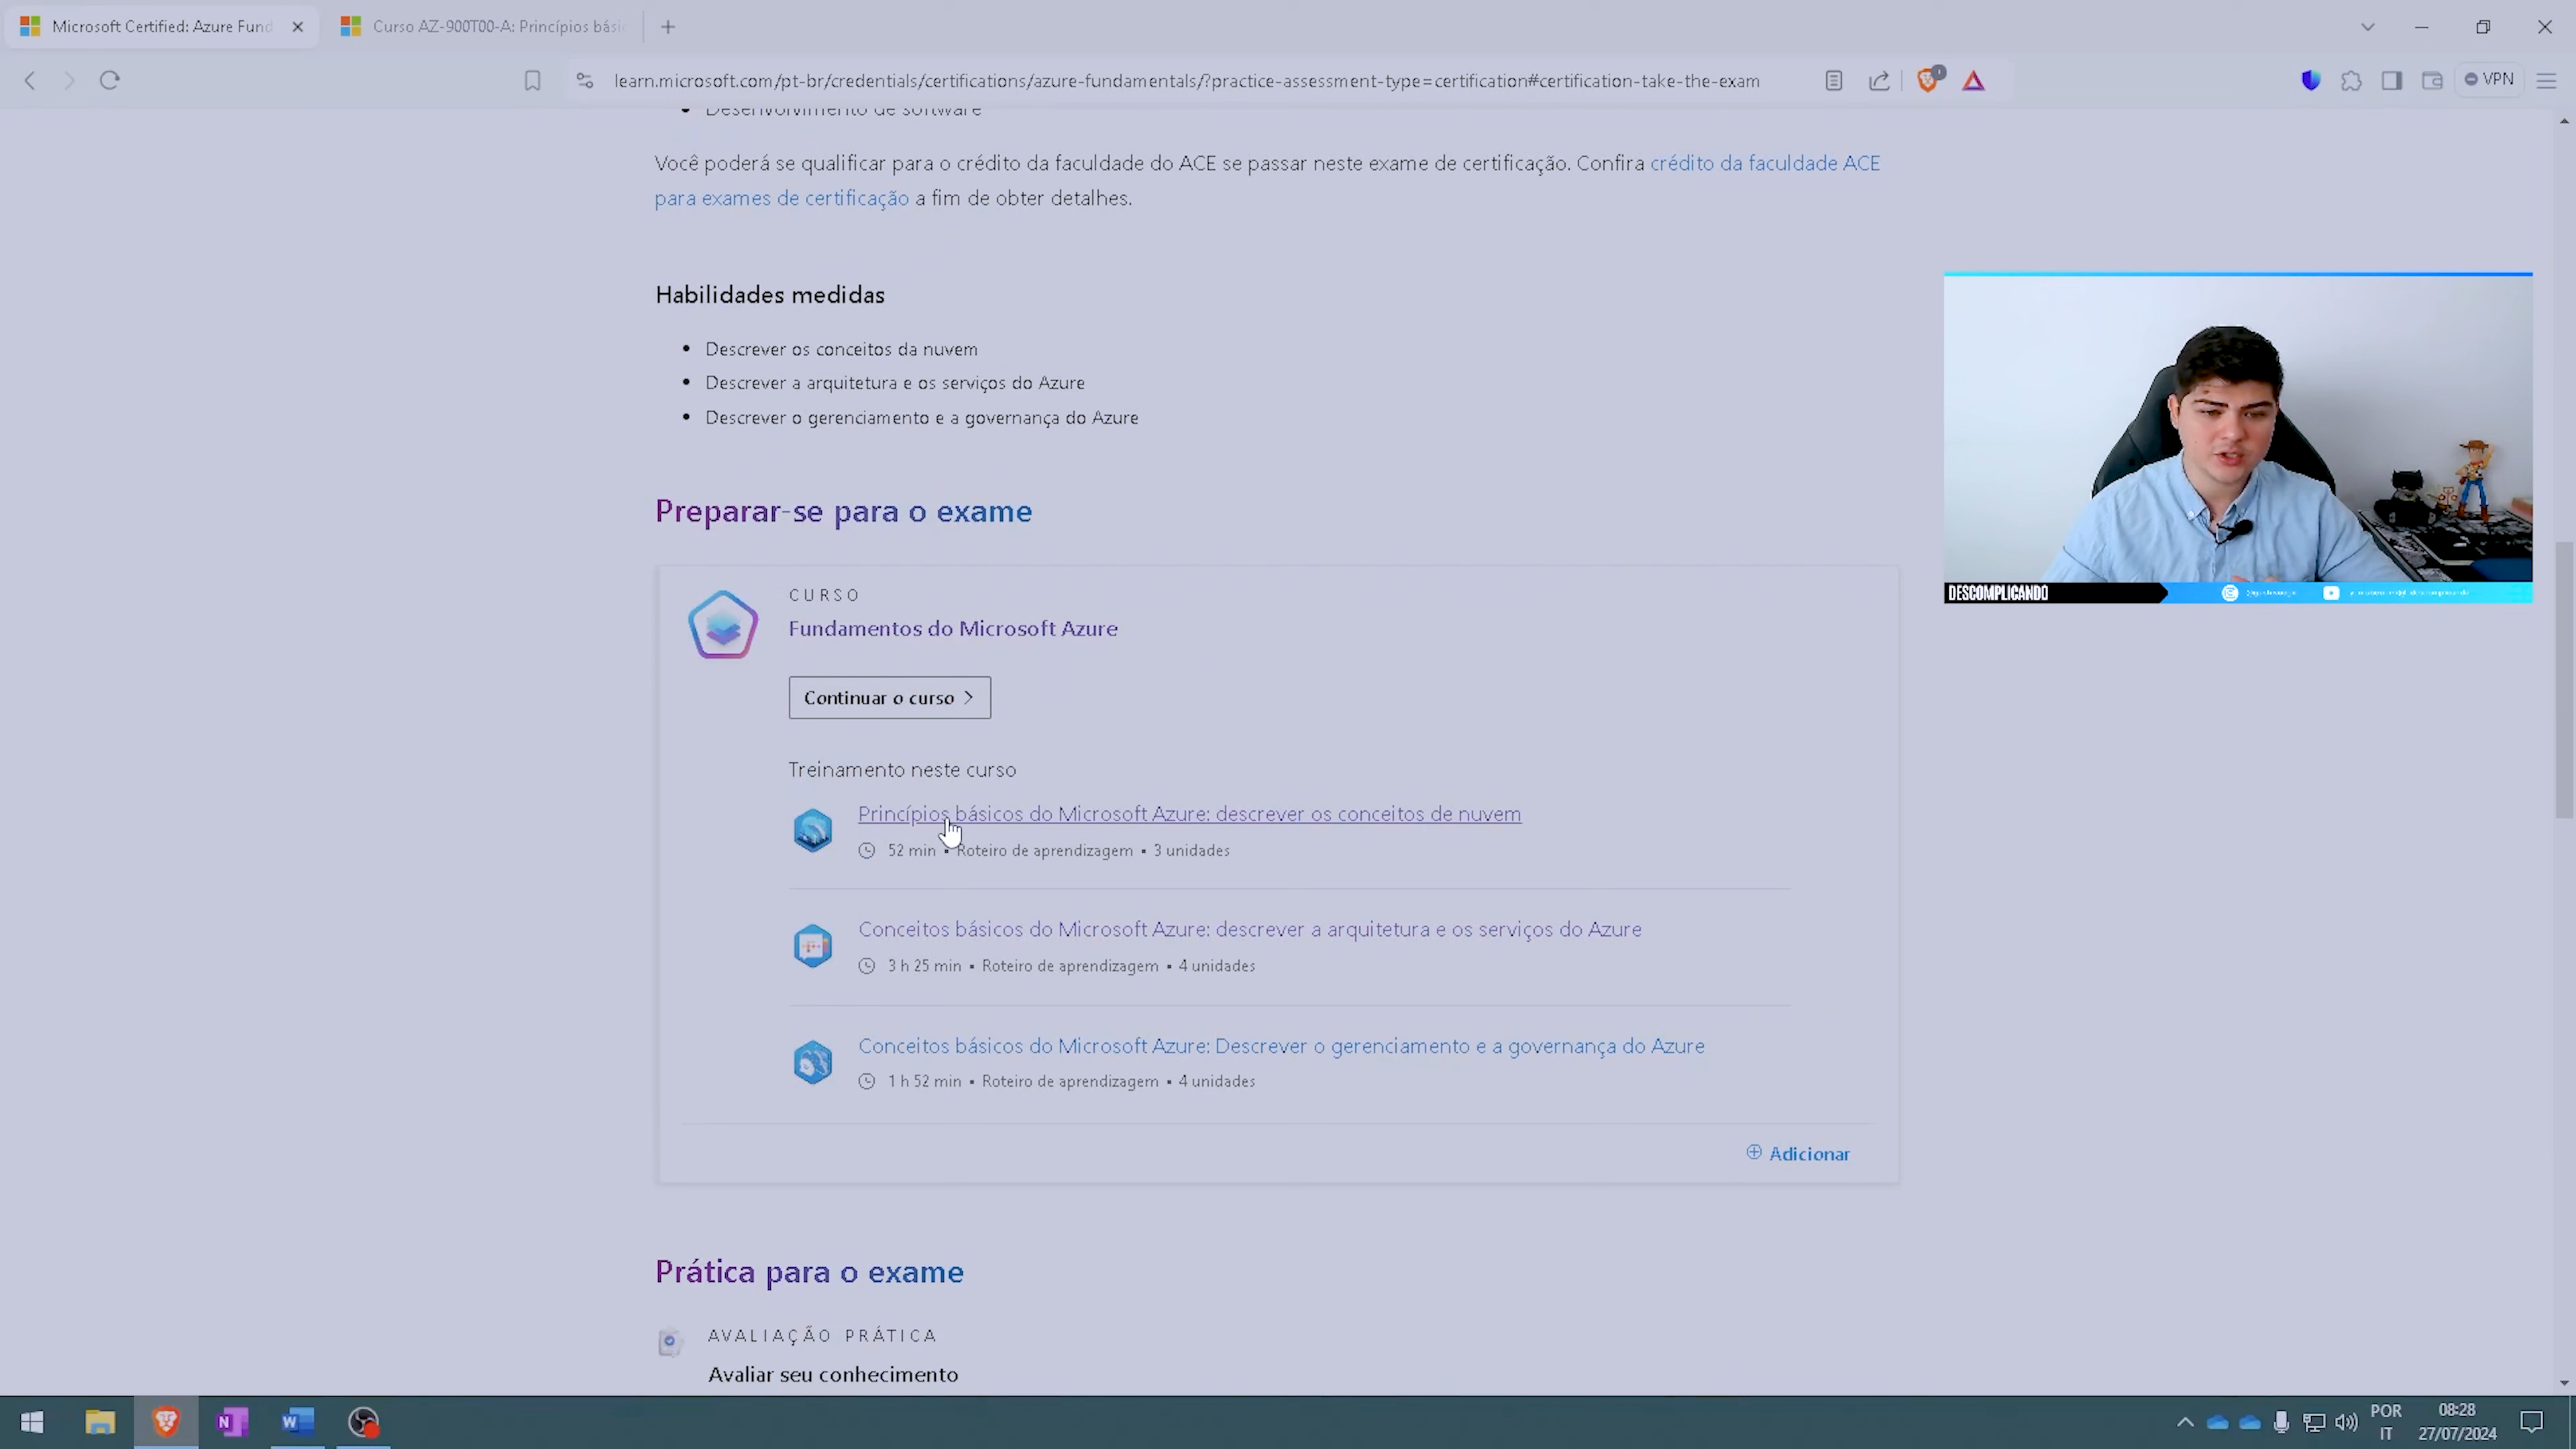 Microsoft Certified: Azure Fund
Curso AZ-900T00-A: Princípios bási
learn.microsoft.com/pt-br/credentials/certifications/azure-fundamentals/?practice-assessment-type=certification#certification-take-the-exam
1
VPN
Desenvolvimento de software
Você poderá se qualificar para o crédito da faculdade do ACE se passar neste exame de certificação. Confira crédito da faculdade ACE
para exames de certificação a fim de obter detalhes.
Habilidades medidas
Descrever os conceitos da nuvem
Descrever a arquitetura e os serviços do Azure
Descrever o gerenciamento e a governança do Azure
DESCOMPLICANDO
Preparar-se para o exame
CURSO
Fundamentos do Microsoft Azure
Continuar o curso
Treinamento neste curso
Princípios básicos do Microsoft Azure: descrever os conceitos de nuvem
52 min ▪ Roteiro de aprendizagem ▪ 3 unidades
Conceitos básicos do Microsoft Azure: descrever a arquitetura e os serviços do Azure
3 h 25 min ▪ Roteiro de aprendizagem ▪ 4 unidades
Conceitos básicos do Microsoft Azure: Descrever o gerenciamento e a governança do Azure
1 h 52 min ▪ Roteiro de aprendizagem ▪ 4 unidades
Adicionar
Prática para o exame
AVALIAÇÃO PRÁTICA
Avaliar seu conhecimento
N
W
POR
IT
08:28
27/07/2024